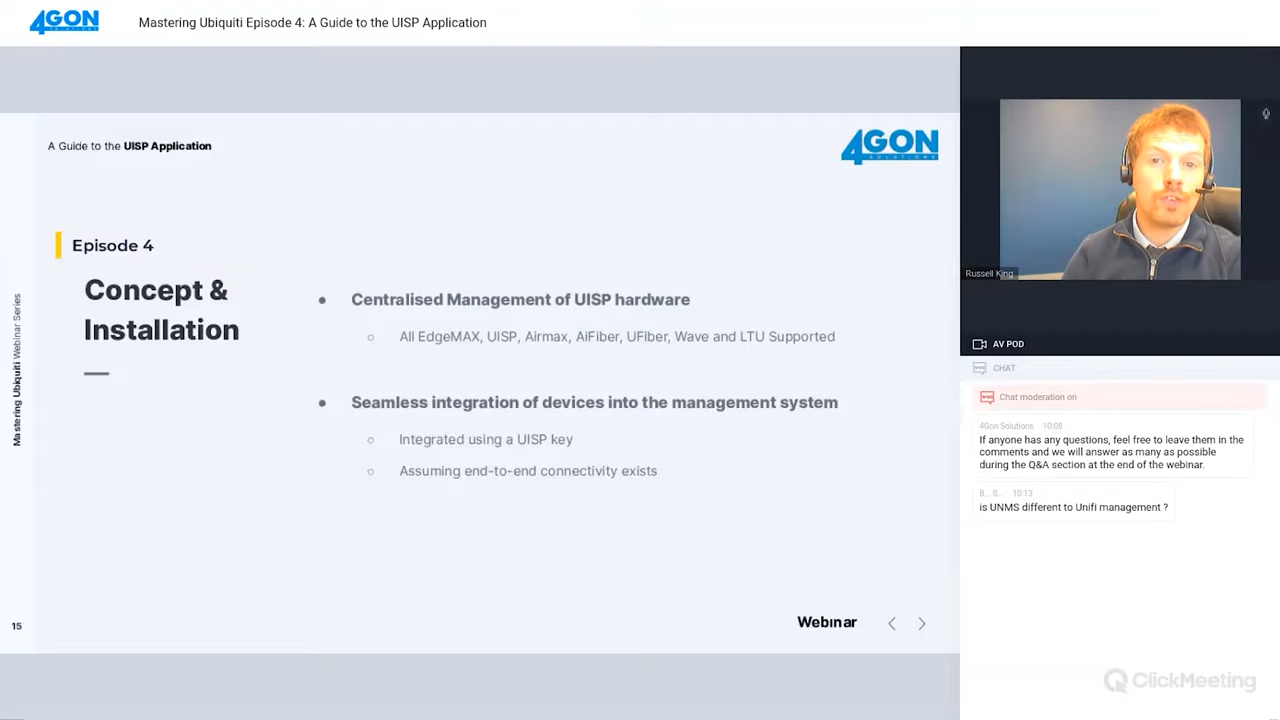 4GON
SOLUTIONS
Mastering Ubiquiti Episode 4: A Guide to the UISP Application
A Guide to the UISP Application
4GON
SOLUTIONS
Episode 4
Concept &
Installation
Centralised Management of UISP hardware
All EdgeMAX, UISP, Airmax, AiFiber, UFiber, Wave and LTU Supported
Seamless integration of devices into the management system
Integrated using a UISP key
Assuming end-to-end connectivity exists
Mastering Ubiquiti Webinar Series
15
Webinar
Russell King
AV POD
CHAT
Chat moderation on
4Gon Solutions 10:08
If anyone has any questions, feel free to leave them in the
comments and we will answer as many as possible
during the Q&A section at the end of the webinar.
B... S... 10:13
is UNMS different to Unifi management ?
ClickMeeting